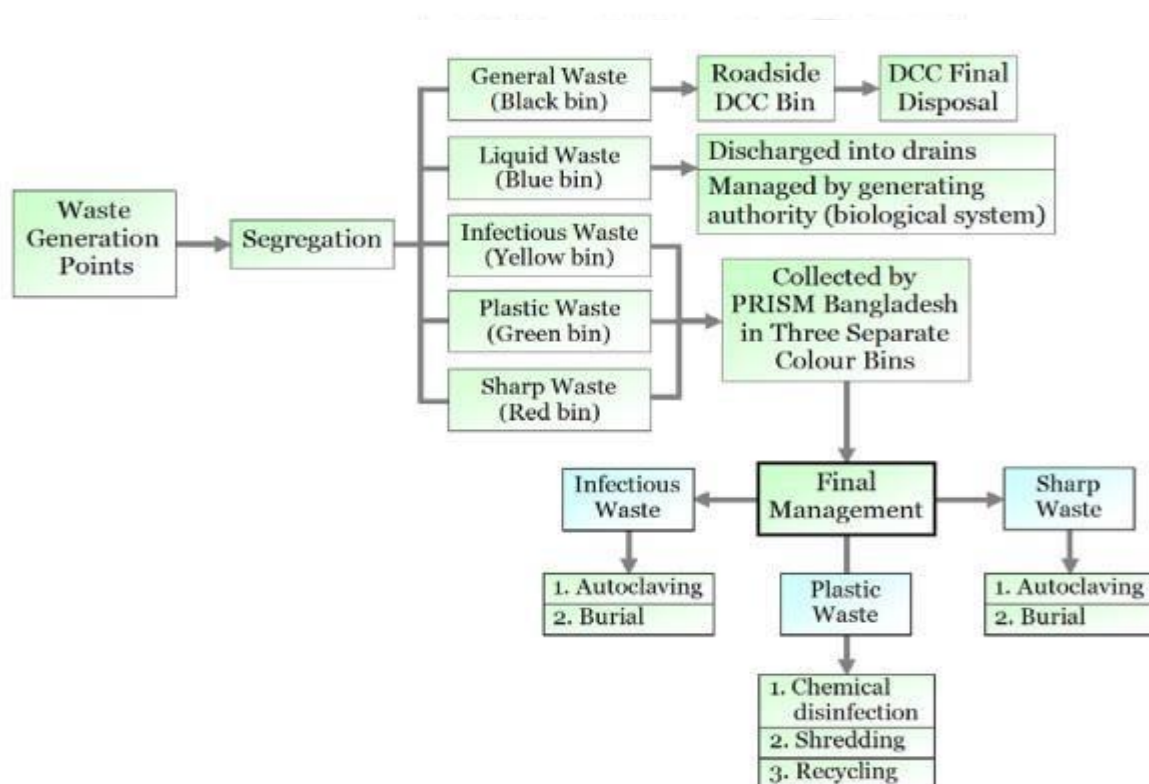 General Waste
(Black bin)
Roadside
DCC Bin
DCC Final
Disposal
Liquid Waste
(Blue bin)
Discharged into drains
Managed by generating
authority (biological system)
Waste
Generation
Points
Segregation
Infectious Waste
(Yellow bin)
Plastic Waste
(Green bin)
Sharp Waste
(Red bin)
Collected by
PRISM Bangladesh
in Three Separate
Colour Bins
Final
Management
Infectious
Waste
1. Autoclaving
2. Burial
Plastic
Waste
1. Chemical
disinfection
2. Shredding
3. Recycling
Sharp
Waste
1. Autoclaving
2. Burial